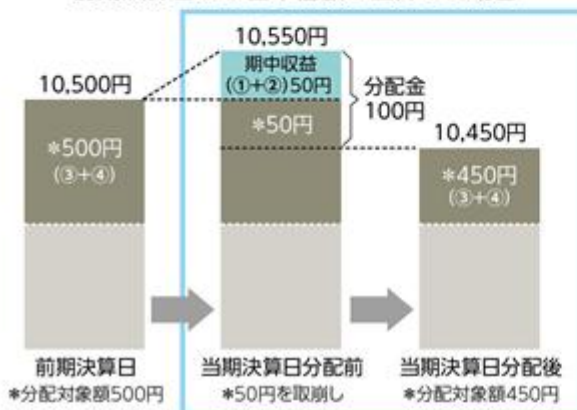 10,550円
期中収益
(①+②)50円
分配金
100円
10,500円
*50円
10,450円
*500円
(③+④)
*450円
(③+④)
前期決算日
*分配対象額500円
当期決算日分配前
*50円を取崩し
当期決算日分配後
*分配対象額450円